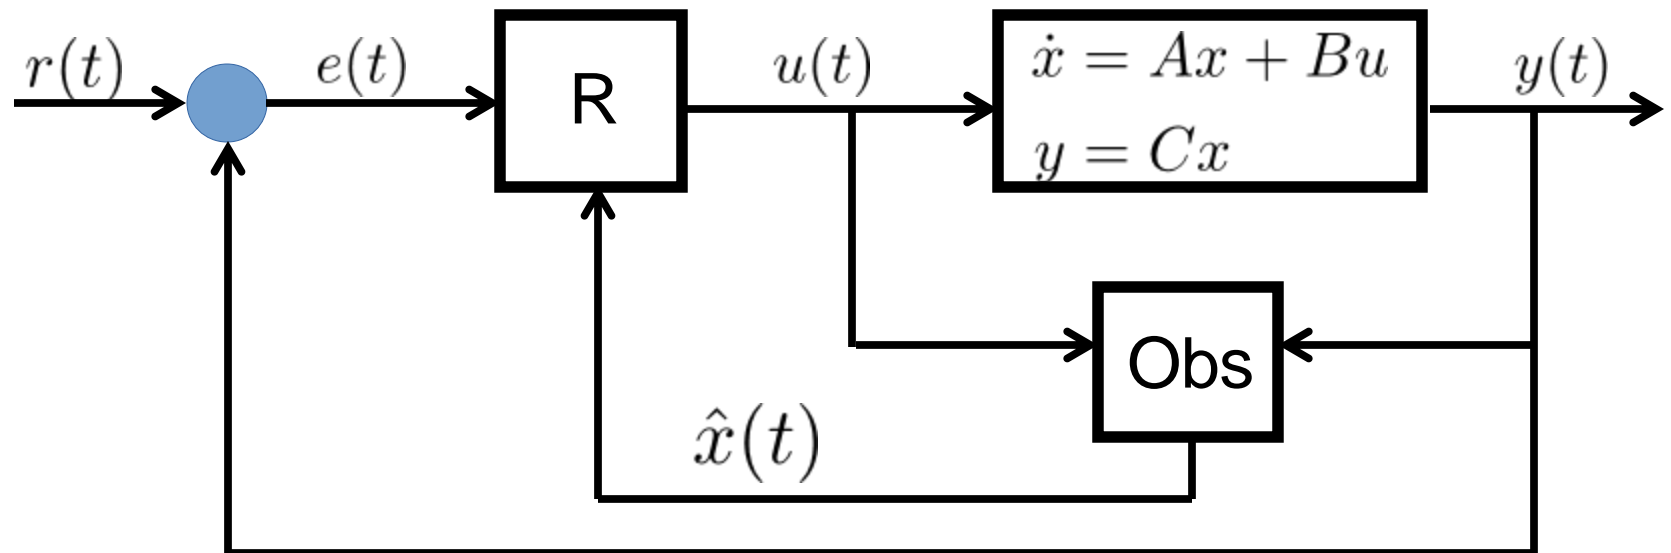 r(t)
e(t)
R
u(t)
ẋ = Ax + Bu
y = Cx
y(t)
Obs
x̂(t)